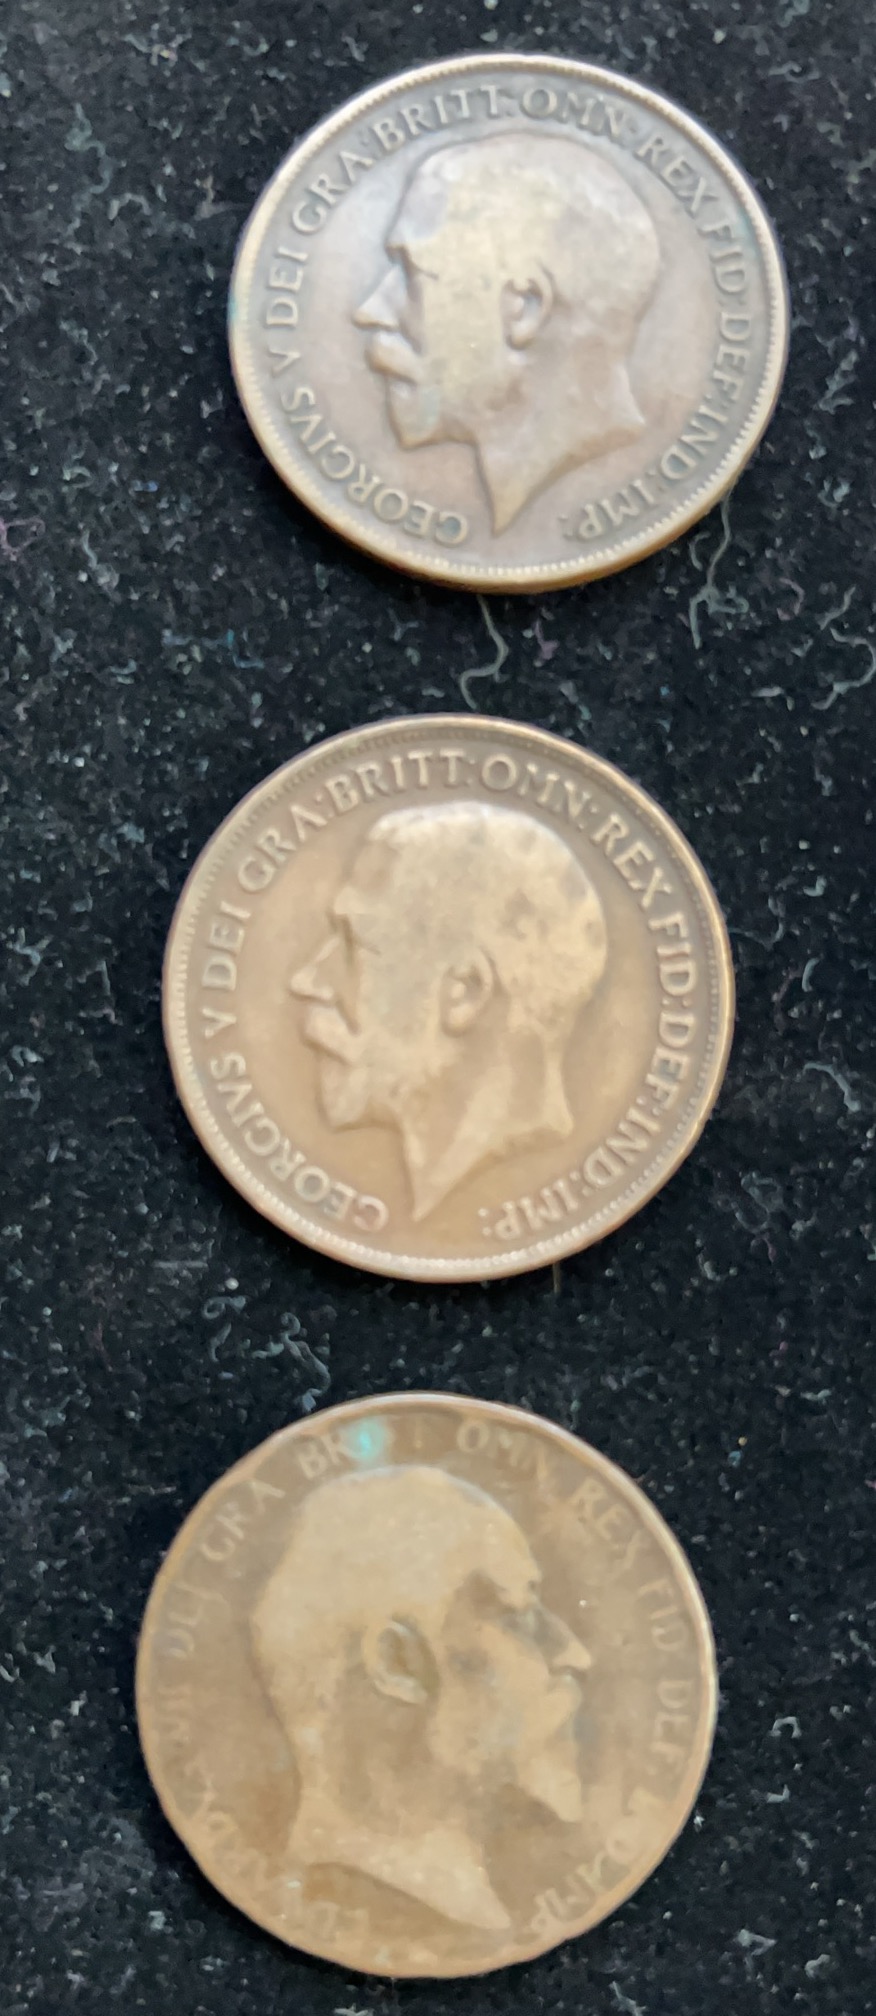 GEORGIVS V DEI GRA:BRITT:OMN:REX FID:DEF:IND:IMP:
GEORGIVS V DEI GRA:BRITT:OMN:REX FID:DEF:IND:IMP:
DEI GRA OMN REX FID DEF